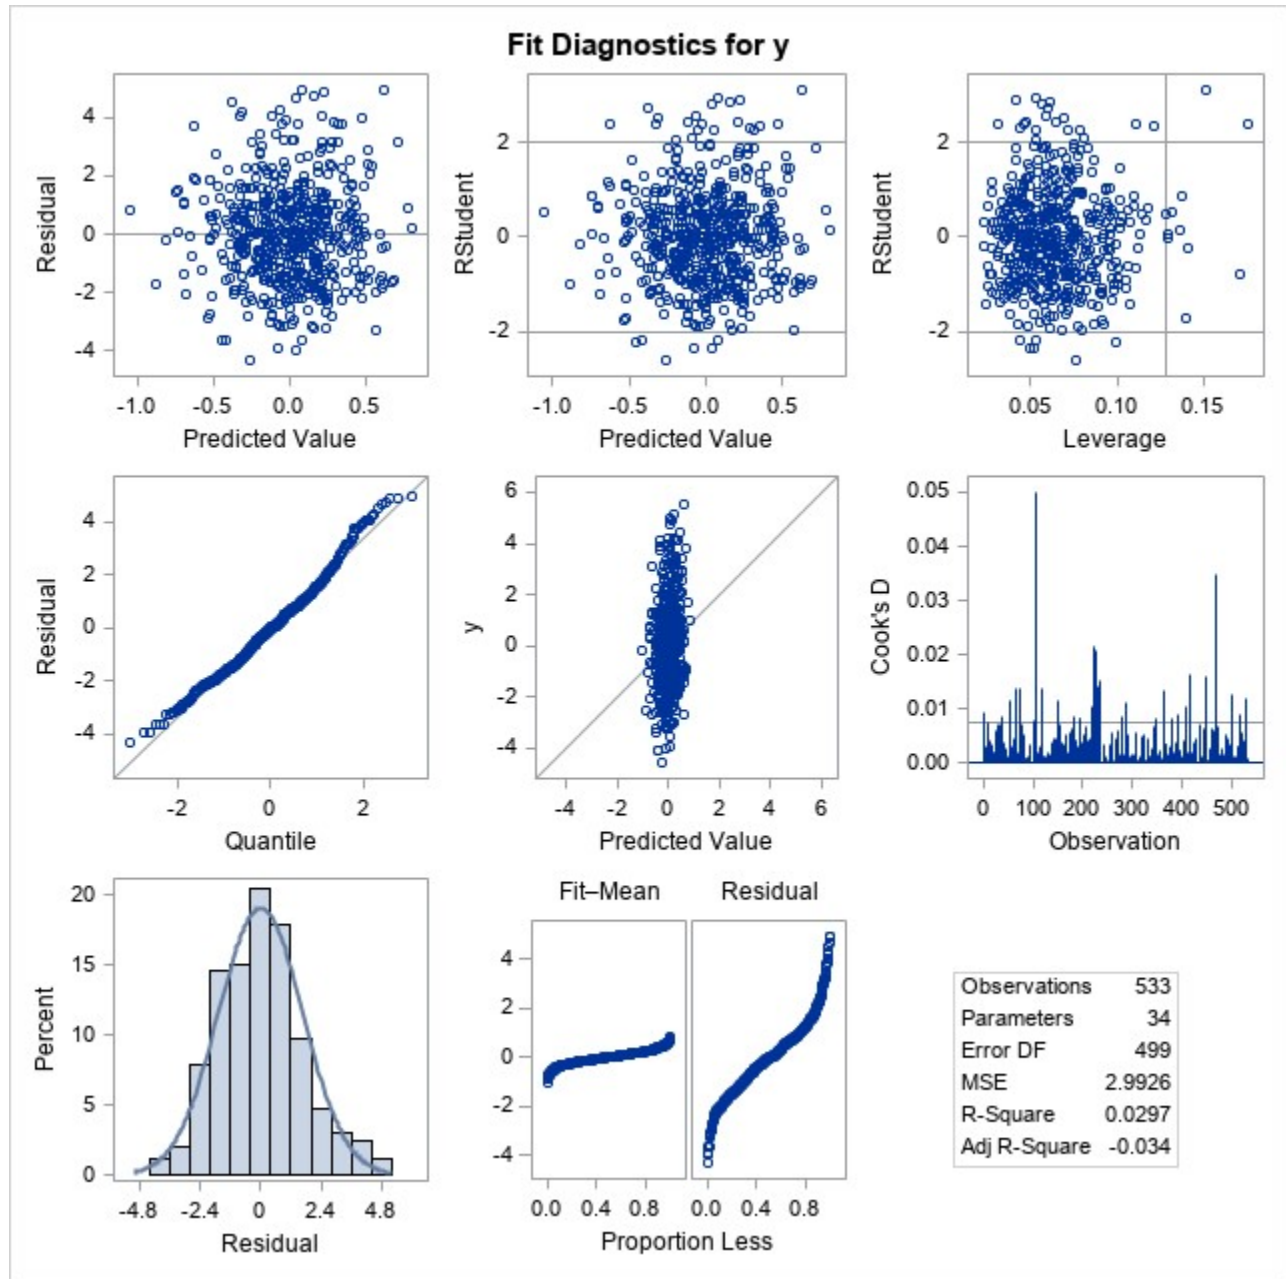 Fit Diagnostics for y
4
2
0
-2
-4
Residual
-1.0 -0.5 0.0 0.5
Predicted Value
2
0
-2
RStudent
-1.0 -0.5 0.0 0.5
Predicted Value
2
0
-2
RStudent
0.05 0.10 0.15
Leverage
4
2
0
-2
-4
Residual
-2 0 2
Quantile
6
4
2
0
-2
-4
y
-4 -2 0 2 4 6
Predicted Value
0.05
0.04
0.03
0.02
0.01
0.00
Cook's D
0 100 200 300 400 500
Observation
20
15
10
5
0
Percent
-4.8 -2.4 0 2.4 4.8
Residual
Fit–Mean Residual
4
2
0
-2
-4
0.0 0.4 0.8 0.0 0.4 0.8
Proportion Less
Observations 533
Parameters 34
Error DF 499
MSE 2.9926
R-Square 0.0297
Adj R-Square -0.034